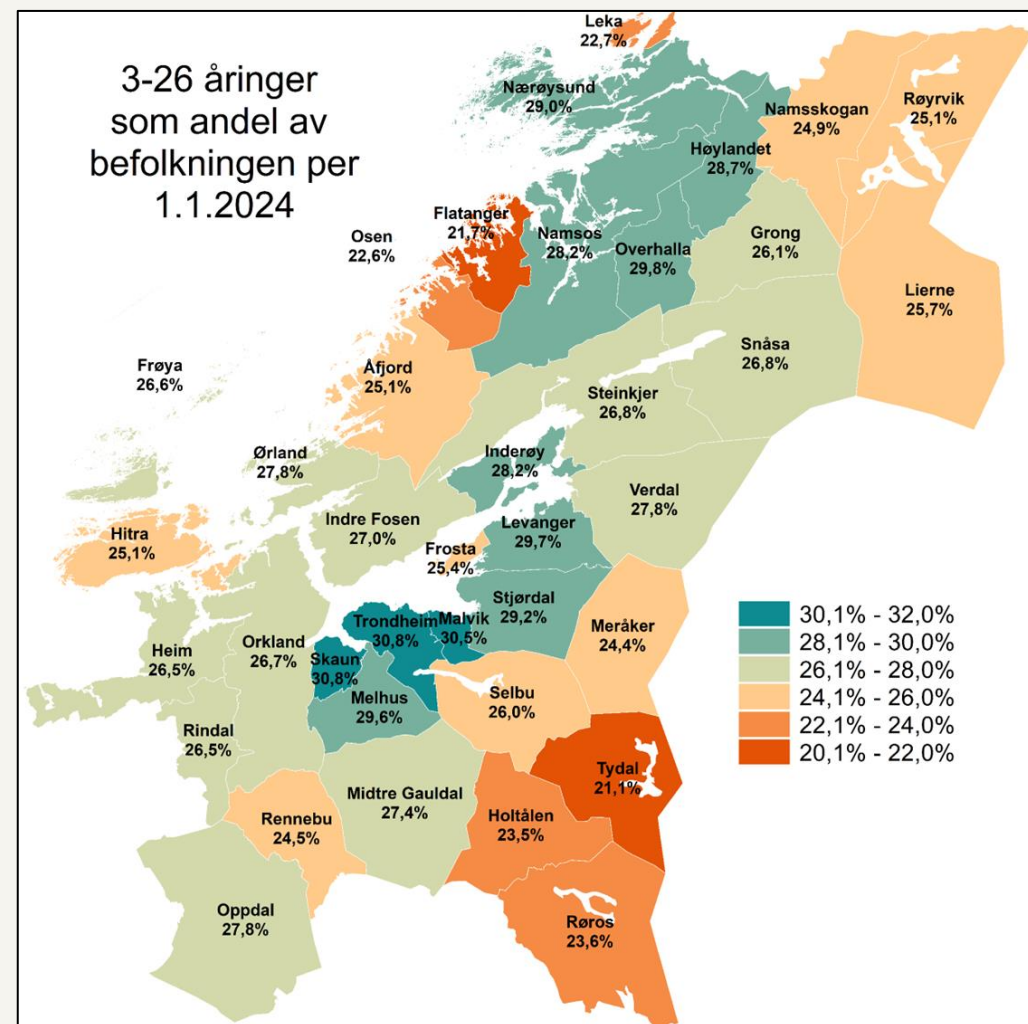 3-26 åringer
som andel av
befolkningen per
1.1.2024
Leka
22,7%
Nærøysund
29,0%
Namsskogan
24,9%
Røyrvik
25,1%
Høylandet
28,7%
Flatanger
21,7%
Osen
22,6%
Namsos
28,2%
Overhalla
29,8%
Grong
26,1%
Lierne
25,7%
Snåsa
26,8%
Frøya
26,6%
Åfjord
25,1%
Steinkjer
26,8%
Ørland
27,8%
Inderøy
28,2%
Verdal
27,8%
Indre Fosen
27,0%
Levanger
29,7%
Hitra
25,1%
Frosta
25,4%
Stjørdal
29,2%
Meråker
24,4%
Trondheim
30,8%
Malvik
30,5%
Heim
26,5%
Orkland
26,7%
Skaun
30,8%
Melhus
29,6%
Selbu
26,0%
Rindal
26,5%
Tydal
21,1%
Midtre Gauldal
27,4%
Holtålen
23,5%
Rennebu
24,5%
Oppdal
27,8%
Røros
23,6%
30,1% - 32,0%
28,1% - 30,0%
26,1% - 28,0%
24,1% - 26,0%
22,1% - 24,0%
20,1% - 22,0%